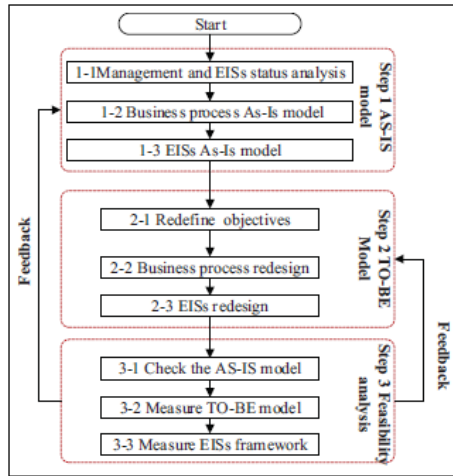 Start
1-1Management and EISs status analysis
1-2 Business process As-Is model
1-3 EISs As-Is model
Step 1 AS-IS
model
2-1 Redefine objectives
2-2 Business process redesign
2-3 EISs redesign
Step 2 TO-BE
Model
3-1 Check the AS-IS model
3-2 Measure TO-BE model
3-3 Measure EISs framework
Step 3 Feasibility
analysis
Feedback
Feedback